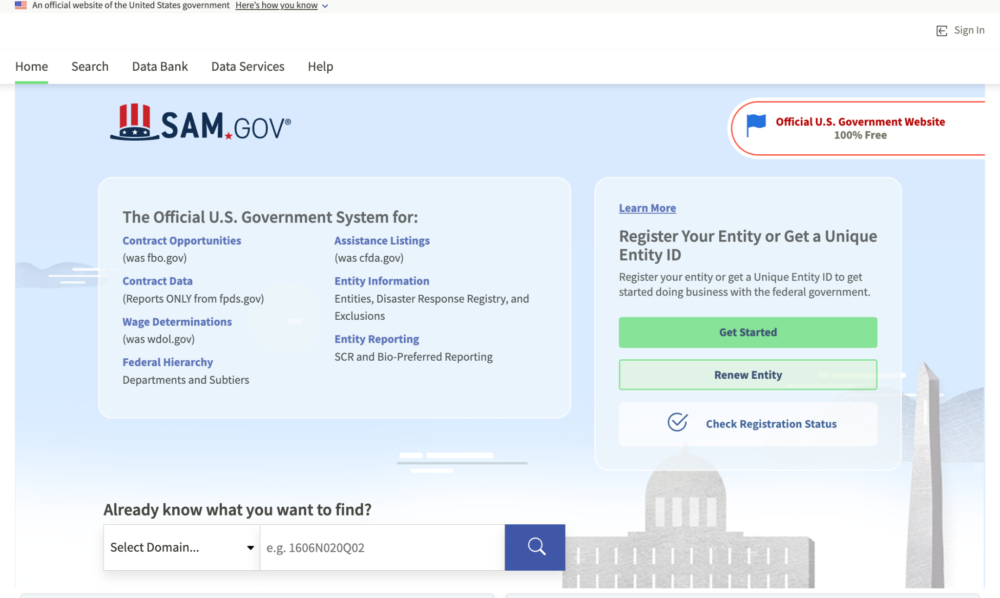 An official website of the United States government Here's how you know
Sign In
Home Search Data Bank Data Services Help
SAM.GOV®
Official U.S. Government Website
100% Free
The Official U.S. Government System for:
Contract Opportunities
(was fbo.gov)
Contract Data
(Reports ONLY from fpds.gov)
Wage Determinations
(was wdol.gov)
Federal Hierarchy
Departments and Subtiers
Assistance Listings
(was cfda.gov)
Entity Information
Entities, Disaster Response Registry, and
Exclusions
Entity Reporting
SCR and Bio-Preferred Reporting
Learn More
Register Your Entity or Get a Unique
Entity ID
Register your entity or get a Unique Entity ID to get
started doing business with the federal government.
Get Started
Renew Entity
Check Registration Status
Already know what you want to find?
Select Domain...
e.g. 1606N020Q02